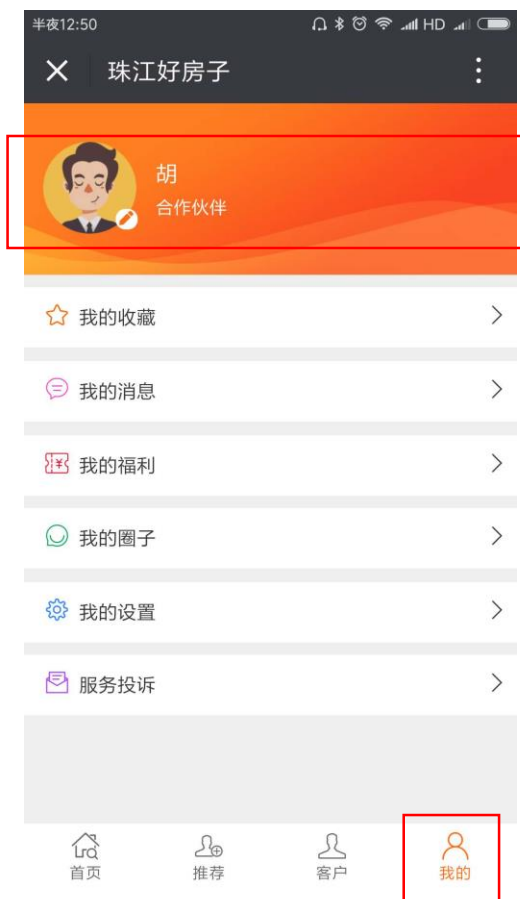 半夜12:50 HD
珠江好房子
胡
合作伙伴
我的收藏
我的消息
我的福利
我的圈子
我的设置
服务投诉
首页 推荐 客户 我的